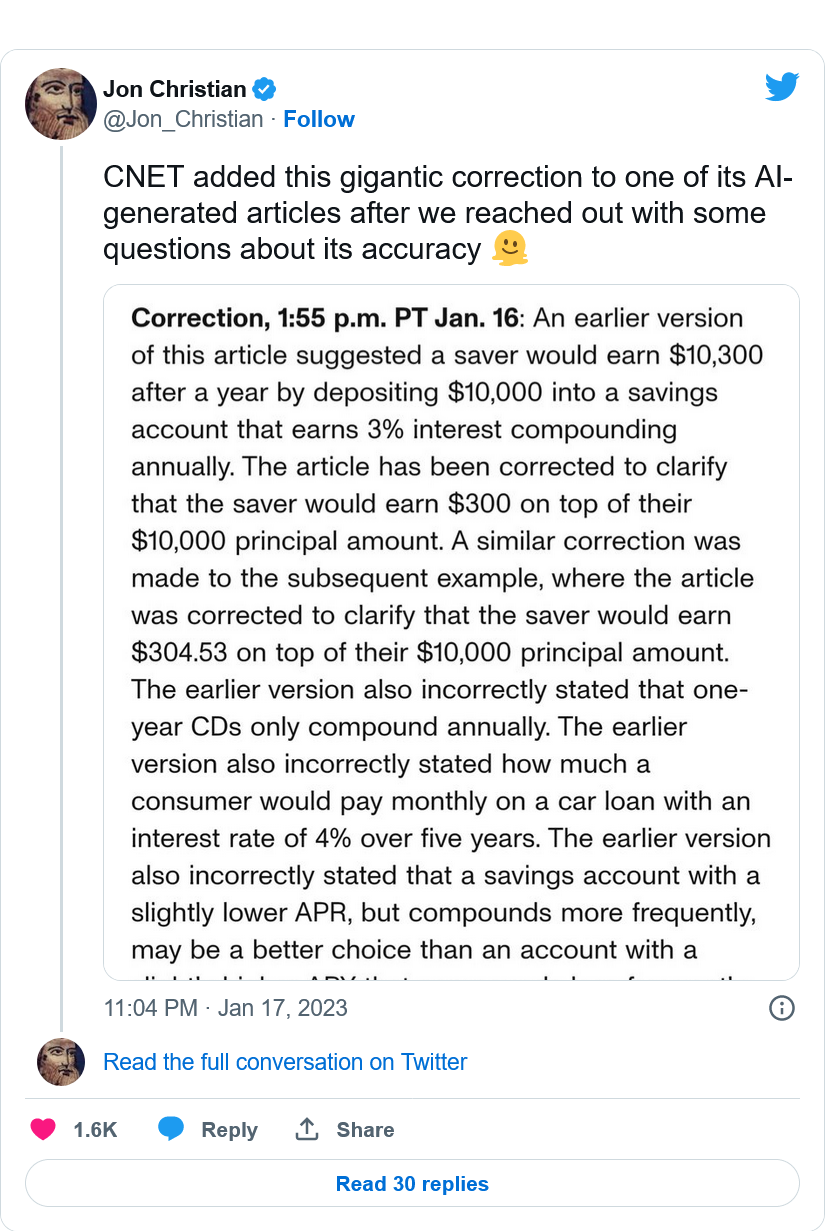 Jon Christian
@Jon_Christian · Follow
CNET added this gigantic correction to one of its AI-
generated articles after we reached out with some
questions about its accuracy 🫠
Correction, 1:55 p.m. PT Jan. 16: An earlier version
of this article suggested a saver would earn $10,300
after a year by depositing $10,000 into a savings
account that earns 3% interest compounding
annually. The article has been corrected to clarify
that the saver would earn $300 on top of their
$10,000 principal amount. A similar correction was
made to the subsequent example, where the article
was corrected to clarify that the saver would earn
$304.53 on top of their $10,000 principal amount.
The earlier version also incorrectly stated that one-
year CDs only compound annually. The earlier
version also incorrectly stated how much a
consumer would pay monthly on a car loan with an
interest rate of 4% over five years. The earlier version
also incorrectly stated that a savings account with a
slightly lower APR, but compounds more frequently,
may be a better choice than an account with a
11:04 PM · Jan 17, 2023
Read the full conversation on Twitter
1.6K Reply Share
Read 30 replies